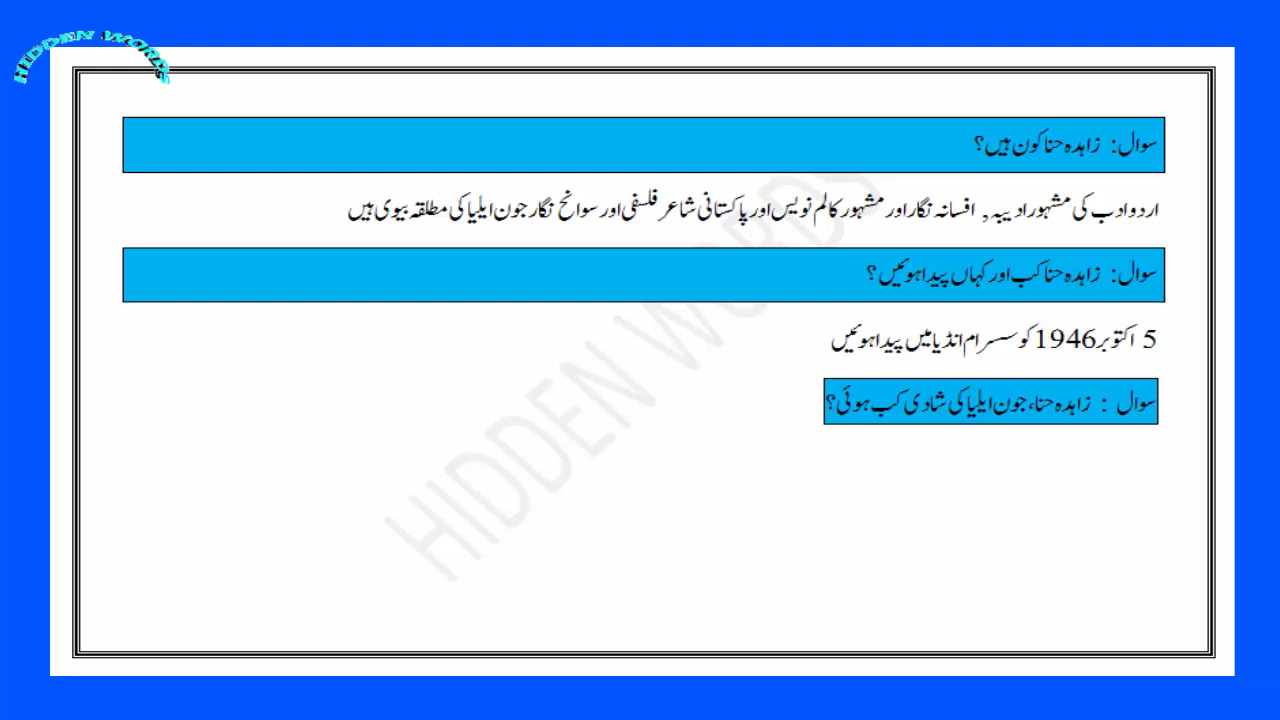 HIDDEN WORDS
سوال: زاہدہ حنا کون ہیں؟
اردو ادب کی مشہور ادیبہ , افسانہ نگار اور مشہور کالم نویس اور پاکستانی شاعر فلسفی اور سوانح نگار جون ایلیا کی مطلقہ بیوی ہیں
سوال: زاہدہ حنا کب اور کہاں پیدا ہوئیں ؟
5 اکتوبر 1946 کو سسرام انڈیا میں پیدا ہوئیں
سوال : زاہدہ حنا، جون ایلیا کی شادی کب ہوئی؟
HIDDEN WORDS